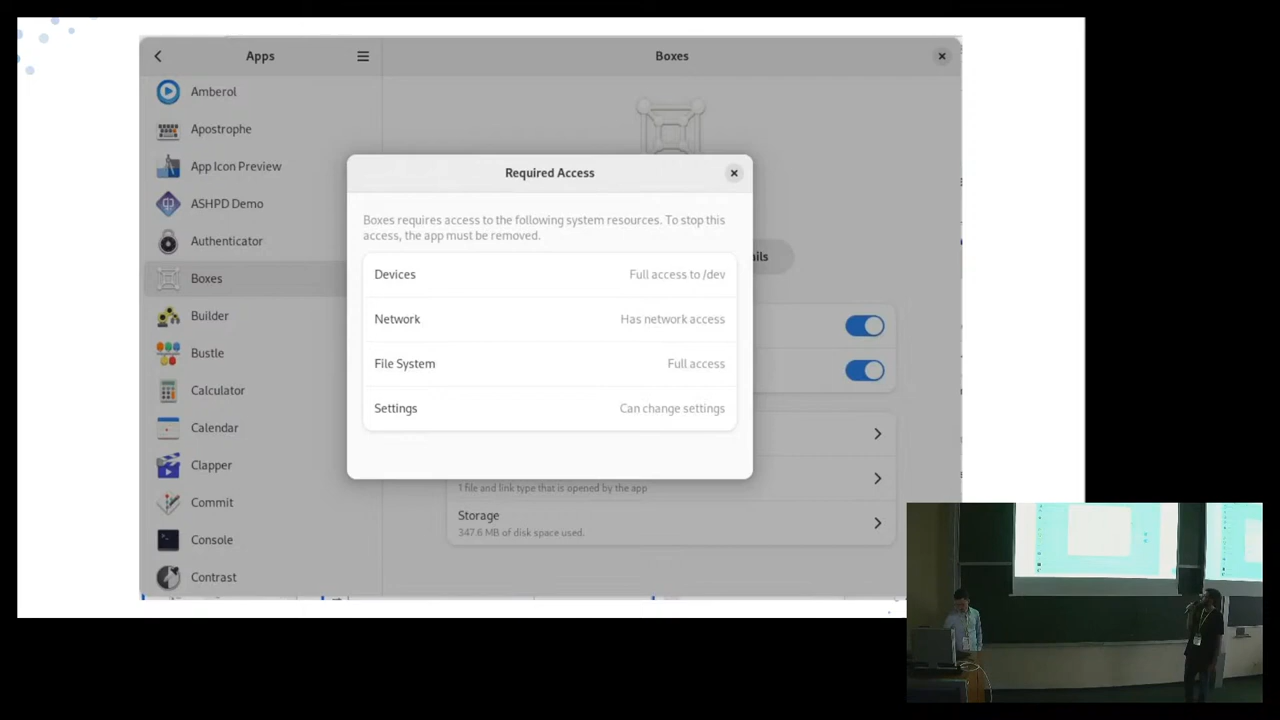 Apps
Boxes
Amberol
Apostrophe
App Icon Preview
ASHPD Demo
Authenticator
Boxes
Builder
Bustle
Calculator
Calendar
Clapper
Commit
Console
Contrast
Required Access
Boxes requires access to the following system resources. To stop this
access, the app must be removed.
Devices Full access to /dev
Network Has network access
File System Full access
Settings Can change settings
ils
1 file and link type that is opened by the app
Storage
347.6 MB of disk space used.